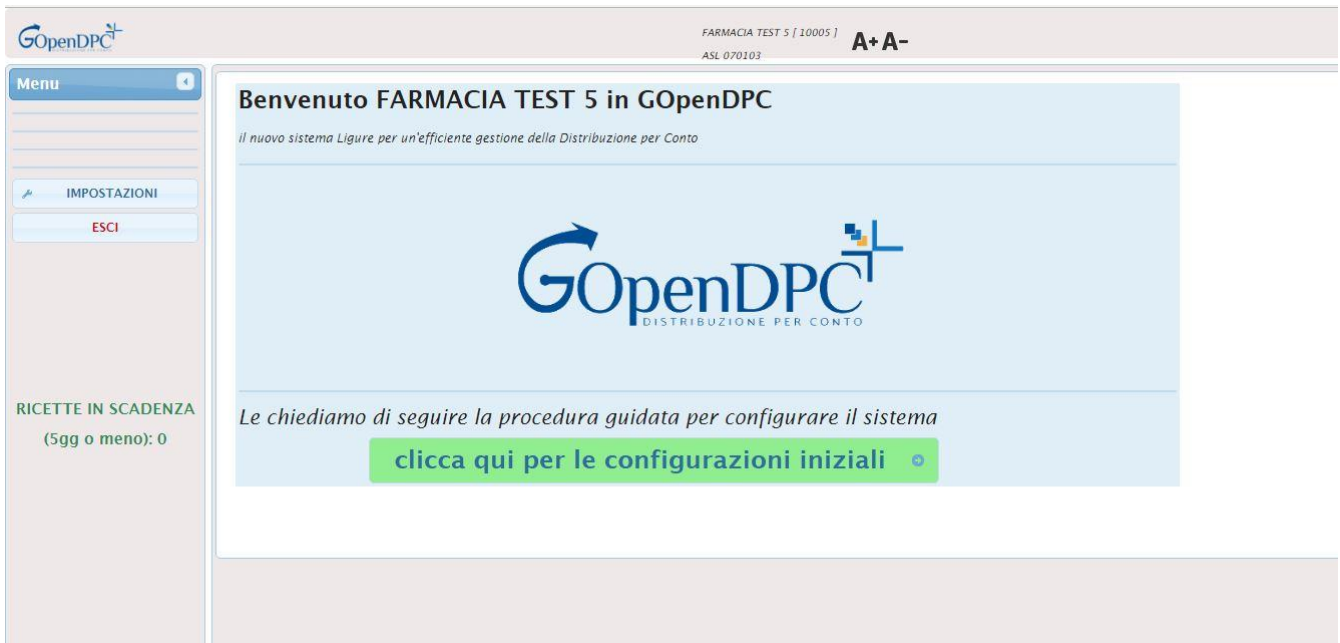 GOpenDPC
FARMACIA TEST 5 [ 10005 ]
ASL 070103
A+ A-
Menu
IMPOSTAZIONI
ESCI
RICETTE IN SCADENZA
(5gg o meno): 0
Benvenuto FARMACIA TEST 5 in GOpenDPC
il nuovo sistema Ligure per un'efficiente gestione della Distribuzione per Conto
GOpenDPC
DISTRIBUZIONE PER CONTO
Le chiediamo di seguire la procedura guidata per configurare il sistema
clicca qui per le configurazioni iniziali